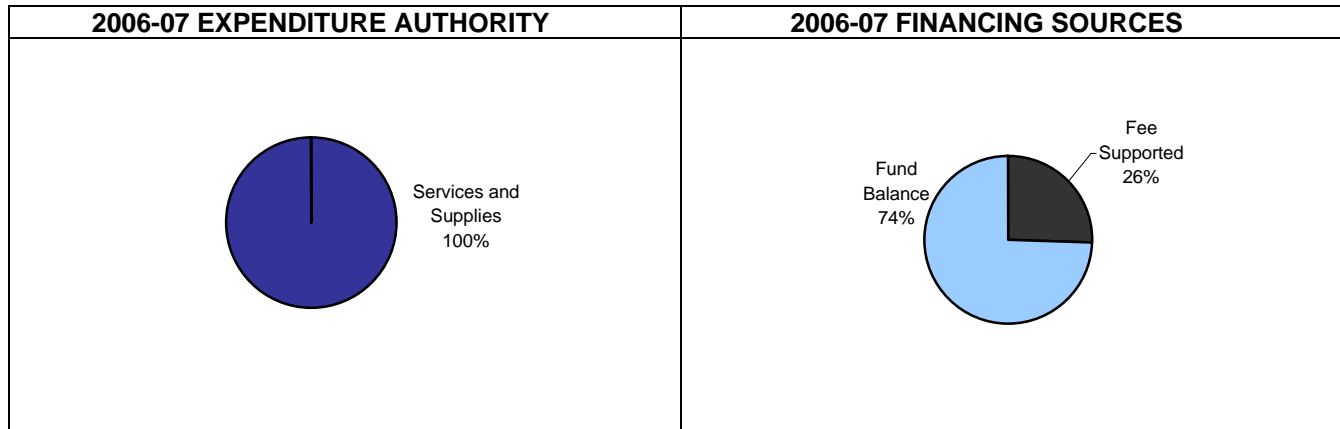 2006-07 EXPENDITURE AUTHORITY
2006-07 FINANCING SOURCES
Services and
Supplies
100%
Fund
Balance
74%
Fee
Supported
26%